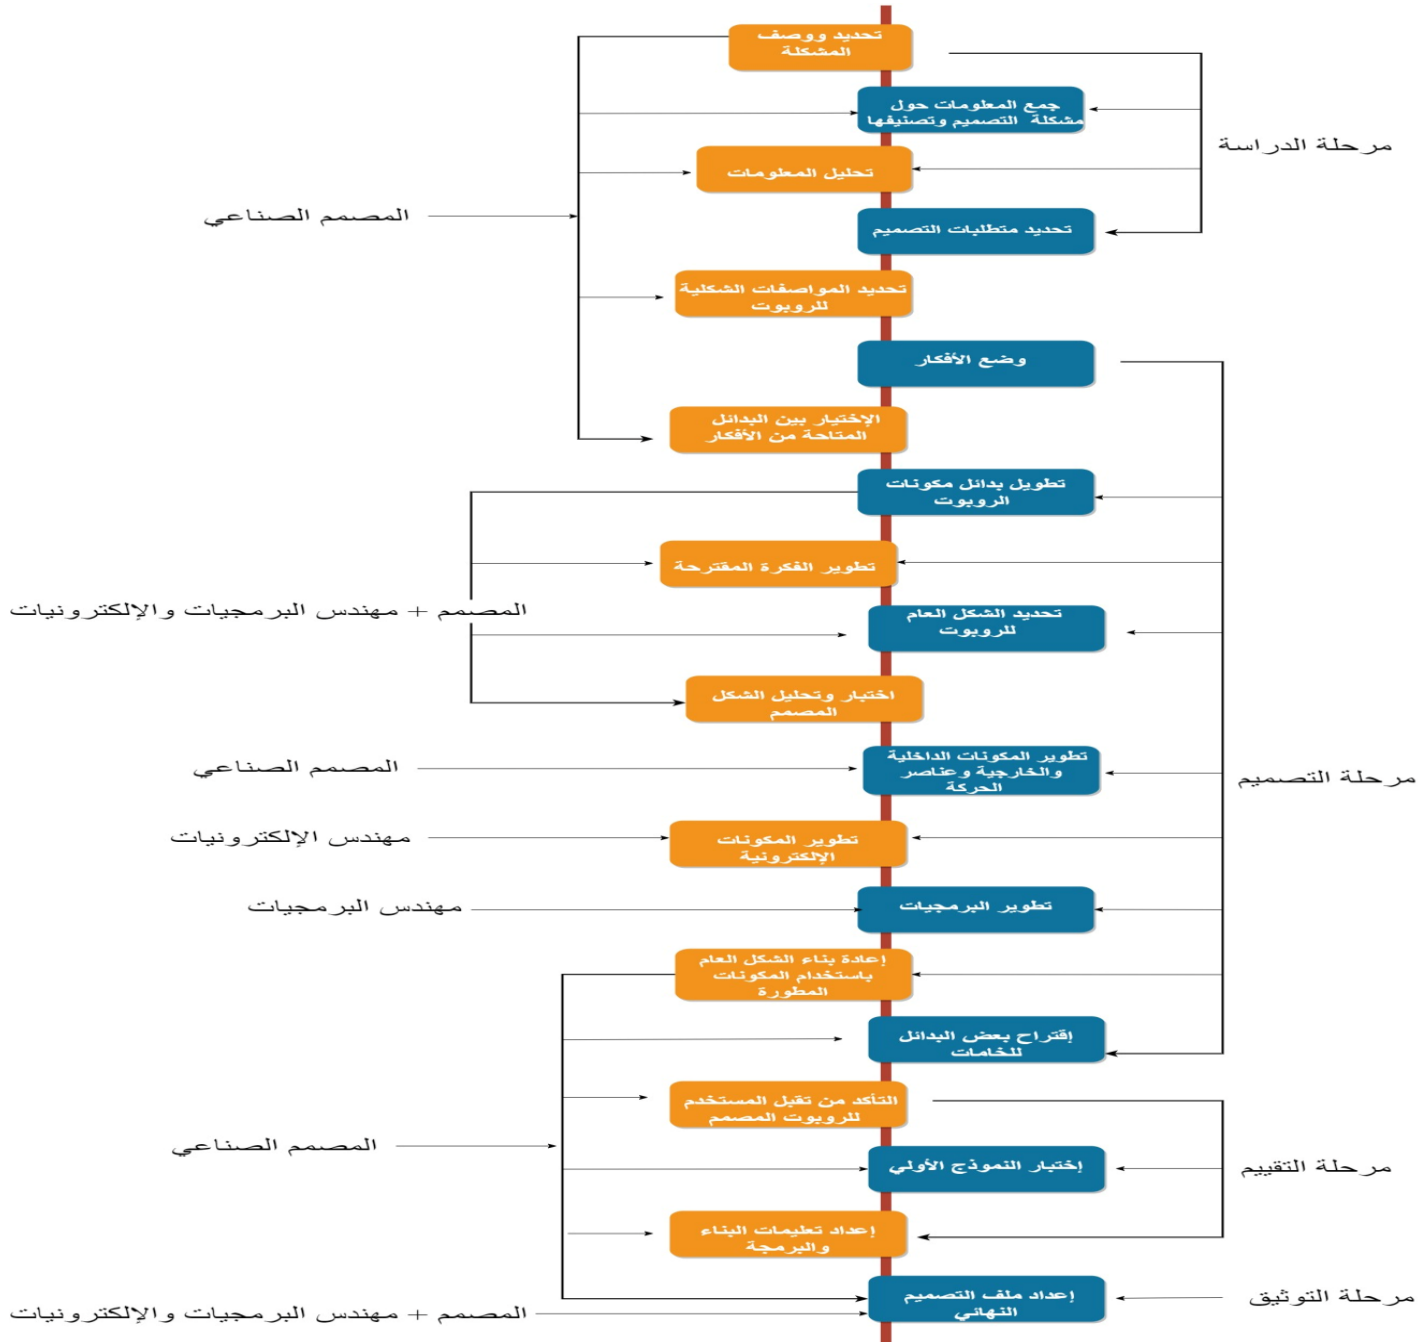 تحديد ووصف
المشكلة
جمع المعلومات حول
مشكلة التصميم وتصنيفها
مرحلة الدراسة
تحليل المعلومات
المصمم الصناعي
تحديد متطلبات التصميم
تحديد المواصفات الشكلية
للروبوت
وضع الأفكار
الإختيار بين البدائل
المتاحة من الأفكار
تطويل بدائل مكونات
الروبوت
تطوير الفكرة المقترحة
المصمم + مهندس البرمجيات والإلكترونيات
تحديد الشكل العام
للروبوت
اختبار وتحليل الشكل
المصمم
تطوير المكونات الداخلية
والخارجية وعناصر
الحركة
المصمم الصناعي
مرحلة التصميم
تطوير المكونات
الإلكترونية
مهندس الإلكترونيات
تطوير البرمجيات
مهندس البرمجيات
إعادة بناء الشكل العام
باستخدام المكونات
المطورة
إقتراح بعض البدائل
للخامات
التأكد من تقبل المستخدم
للروبوت المصمم
المصمم الصناعي
إختبار النموذج الأولي
مرحلة التقييم
إعداد تعليمات البناء
والبرمجة
إعداد ملف التصميم
النهائي
مرحلة التوثيق
المصمم + مهندس البرمجيات والإلكترونيات